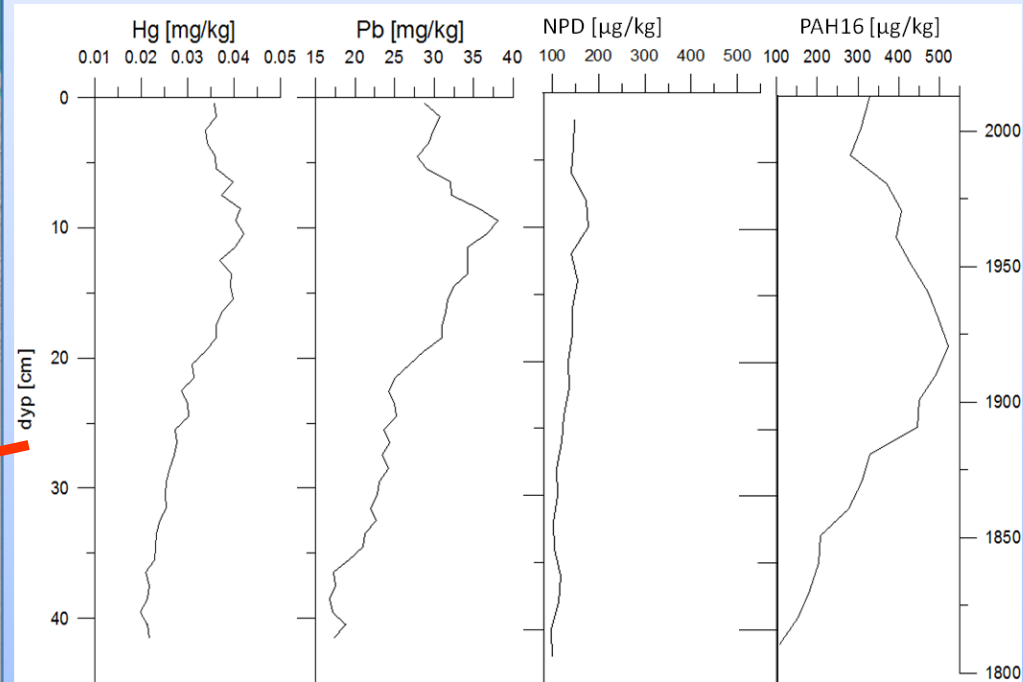 Hg [mg/kg]
Pb [mg/kg]
NPD [µg/kg]
PAH16 [µg/kg]
0.01 0.02 0.03 0.04 0.05
15 20 25 30 35 40
100 200 300 400 500
100 200 300 400 500
0
10
20
30
40
dyp [cm]
2000
1950
1900
1850
1800